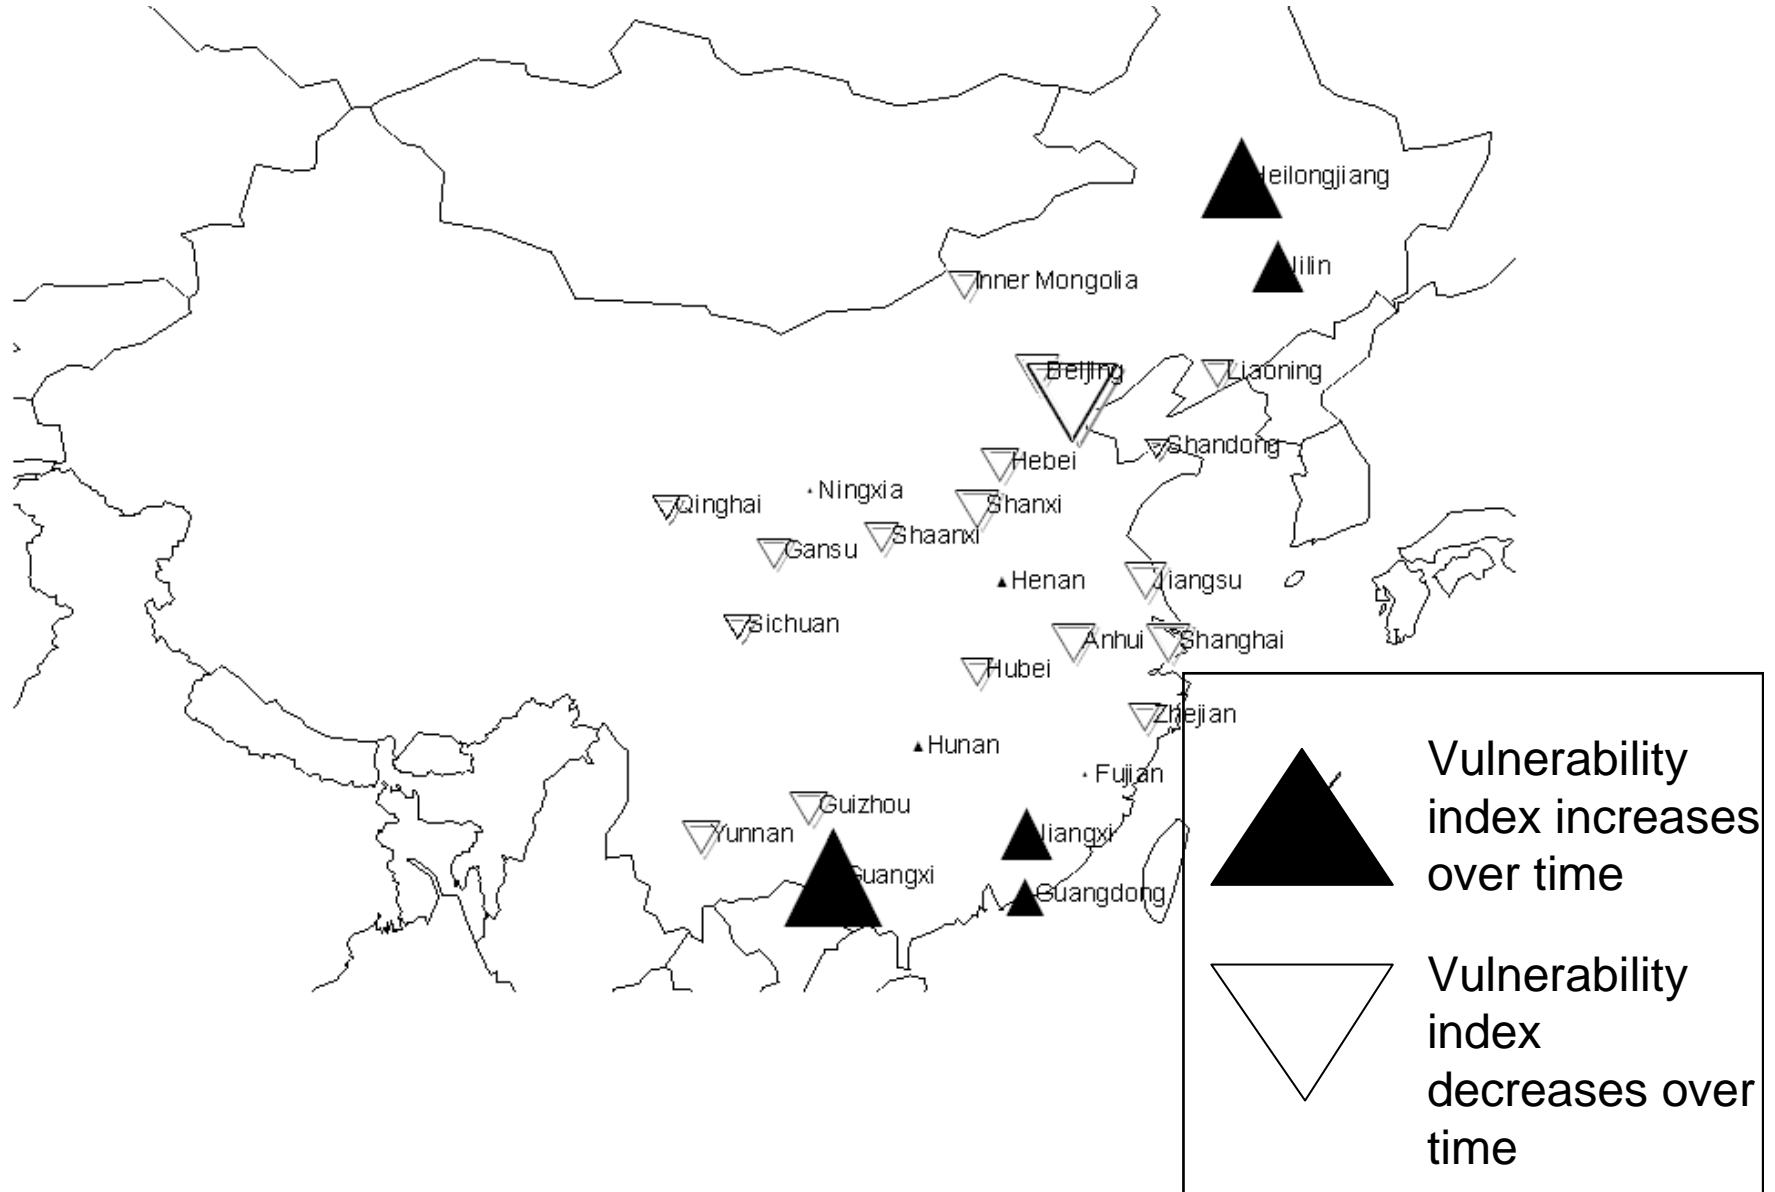 Heilongjiang
Jilin
Inner Mongolia
Beijing
Liaoning
Shandong
Hebei
Ningxia
Qinghai
Shanxi
Shaanxi
Gansu
Henan
Jiangsu
Sichuan
Anhui
Shanghai
Hubei
Zhejian
Hunan
Fujian
Guizhou
Yunnan
Jiangxi
Guangxi
Guangdong
Vulnerability
index increases
over time
Vulnerability
index
decreases over
time